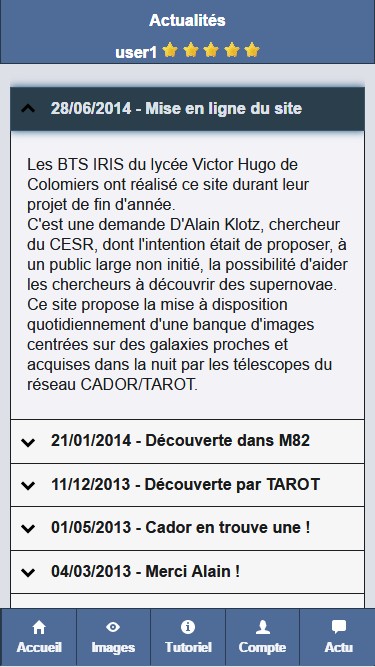 Actualités
user1
28/06/2014 - Mise en ligne du site
Les BTS IRIS du lycée Victor Hugo de
Colomiers ont réalisé ce site durant leur
projet de fin d'année.
C'est une demande D'Alain Klotz, chercheur
du CESR, dont l'intention était de proposer, à
un public large non initié, la possibilité d'aider
les chercheurs à découvrir des supernovae.
Ce site propose la mise à disposition
quotidiennement d'une banque d'images
centrées sur des galaxies proches et
acquises dans la nuit par les télescopes du
réseau CADOR/TAROT.
21/01/2014 - Découverte dans M82
11/12/2013 - Découverte par TAROT
01/05/2013 - Cador en trouve une !
04/03/2013 - Merci Alain !
Accueil Images Tutoriel Compte Actu